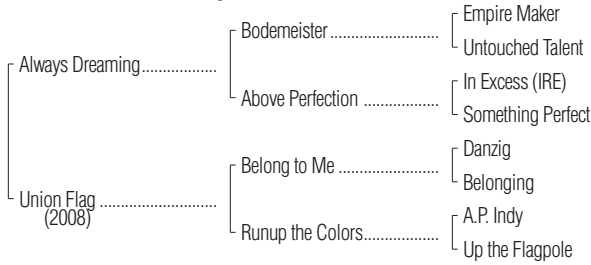 Empire Maker
Bodemeister
Untouched Talent
Always Dreaming
In Excess (IRE)
Above Perfection
Something Perfect
Danzig
Belong to Me
Belonging
Union Flag
(2008)
A.P. Indy
Runup the Colors
Up the Flagpole